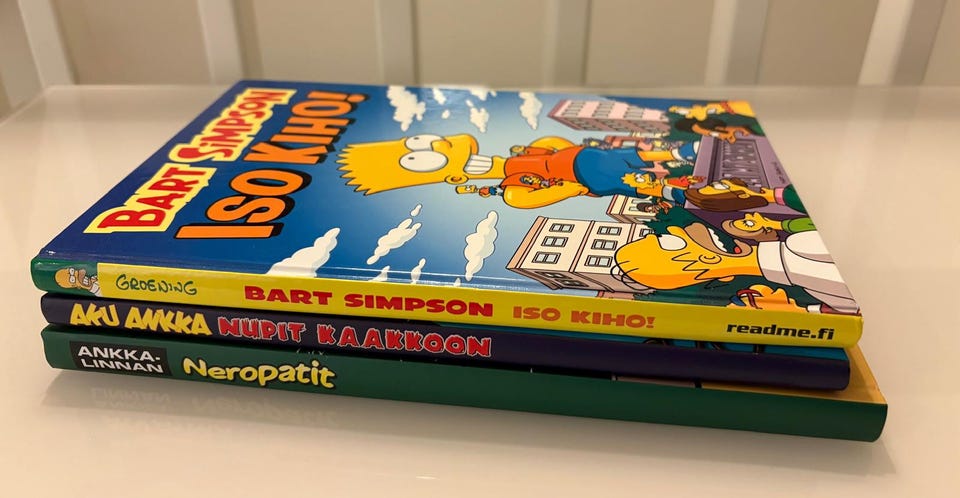 BART SIMPSON
ISO KIHO!
GROENING BART SIMPSON ISO KIHO! readme.fi
AKU ANKKA NUPIT KAAKKOON
ANKKA-
LINNAN
Neropatit